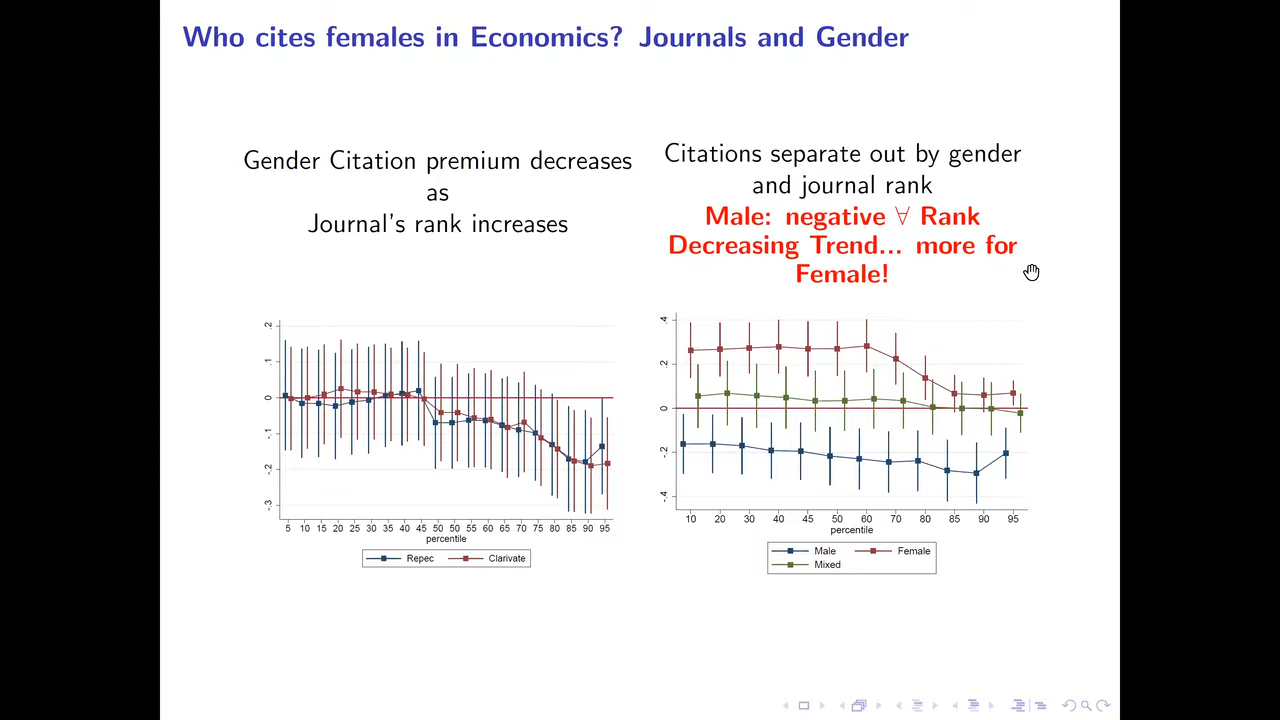 Who cites females in Economics? Journals and Gender
Gender Citation premium decreases
as
Journal's rank increases
Citations separate out by gender
and journal rank
Male: negative ∀ Rank
Decreasing Trend... more for
Female!
.2
.1
0
-.1
-.2
-.3
5 10 15 20 25 30 35 40 45 50 55 60 65 70 75 80 85 90 95
percentile
Repec Clarivate
.4
.2
0
-.2
-.4
10 20 30 40 50 60 70 80 85 90 95
percentile
Male Female
Mixed